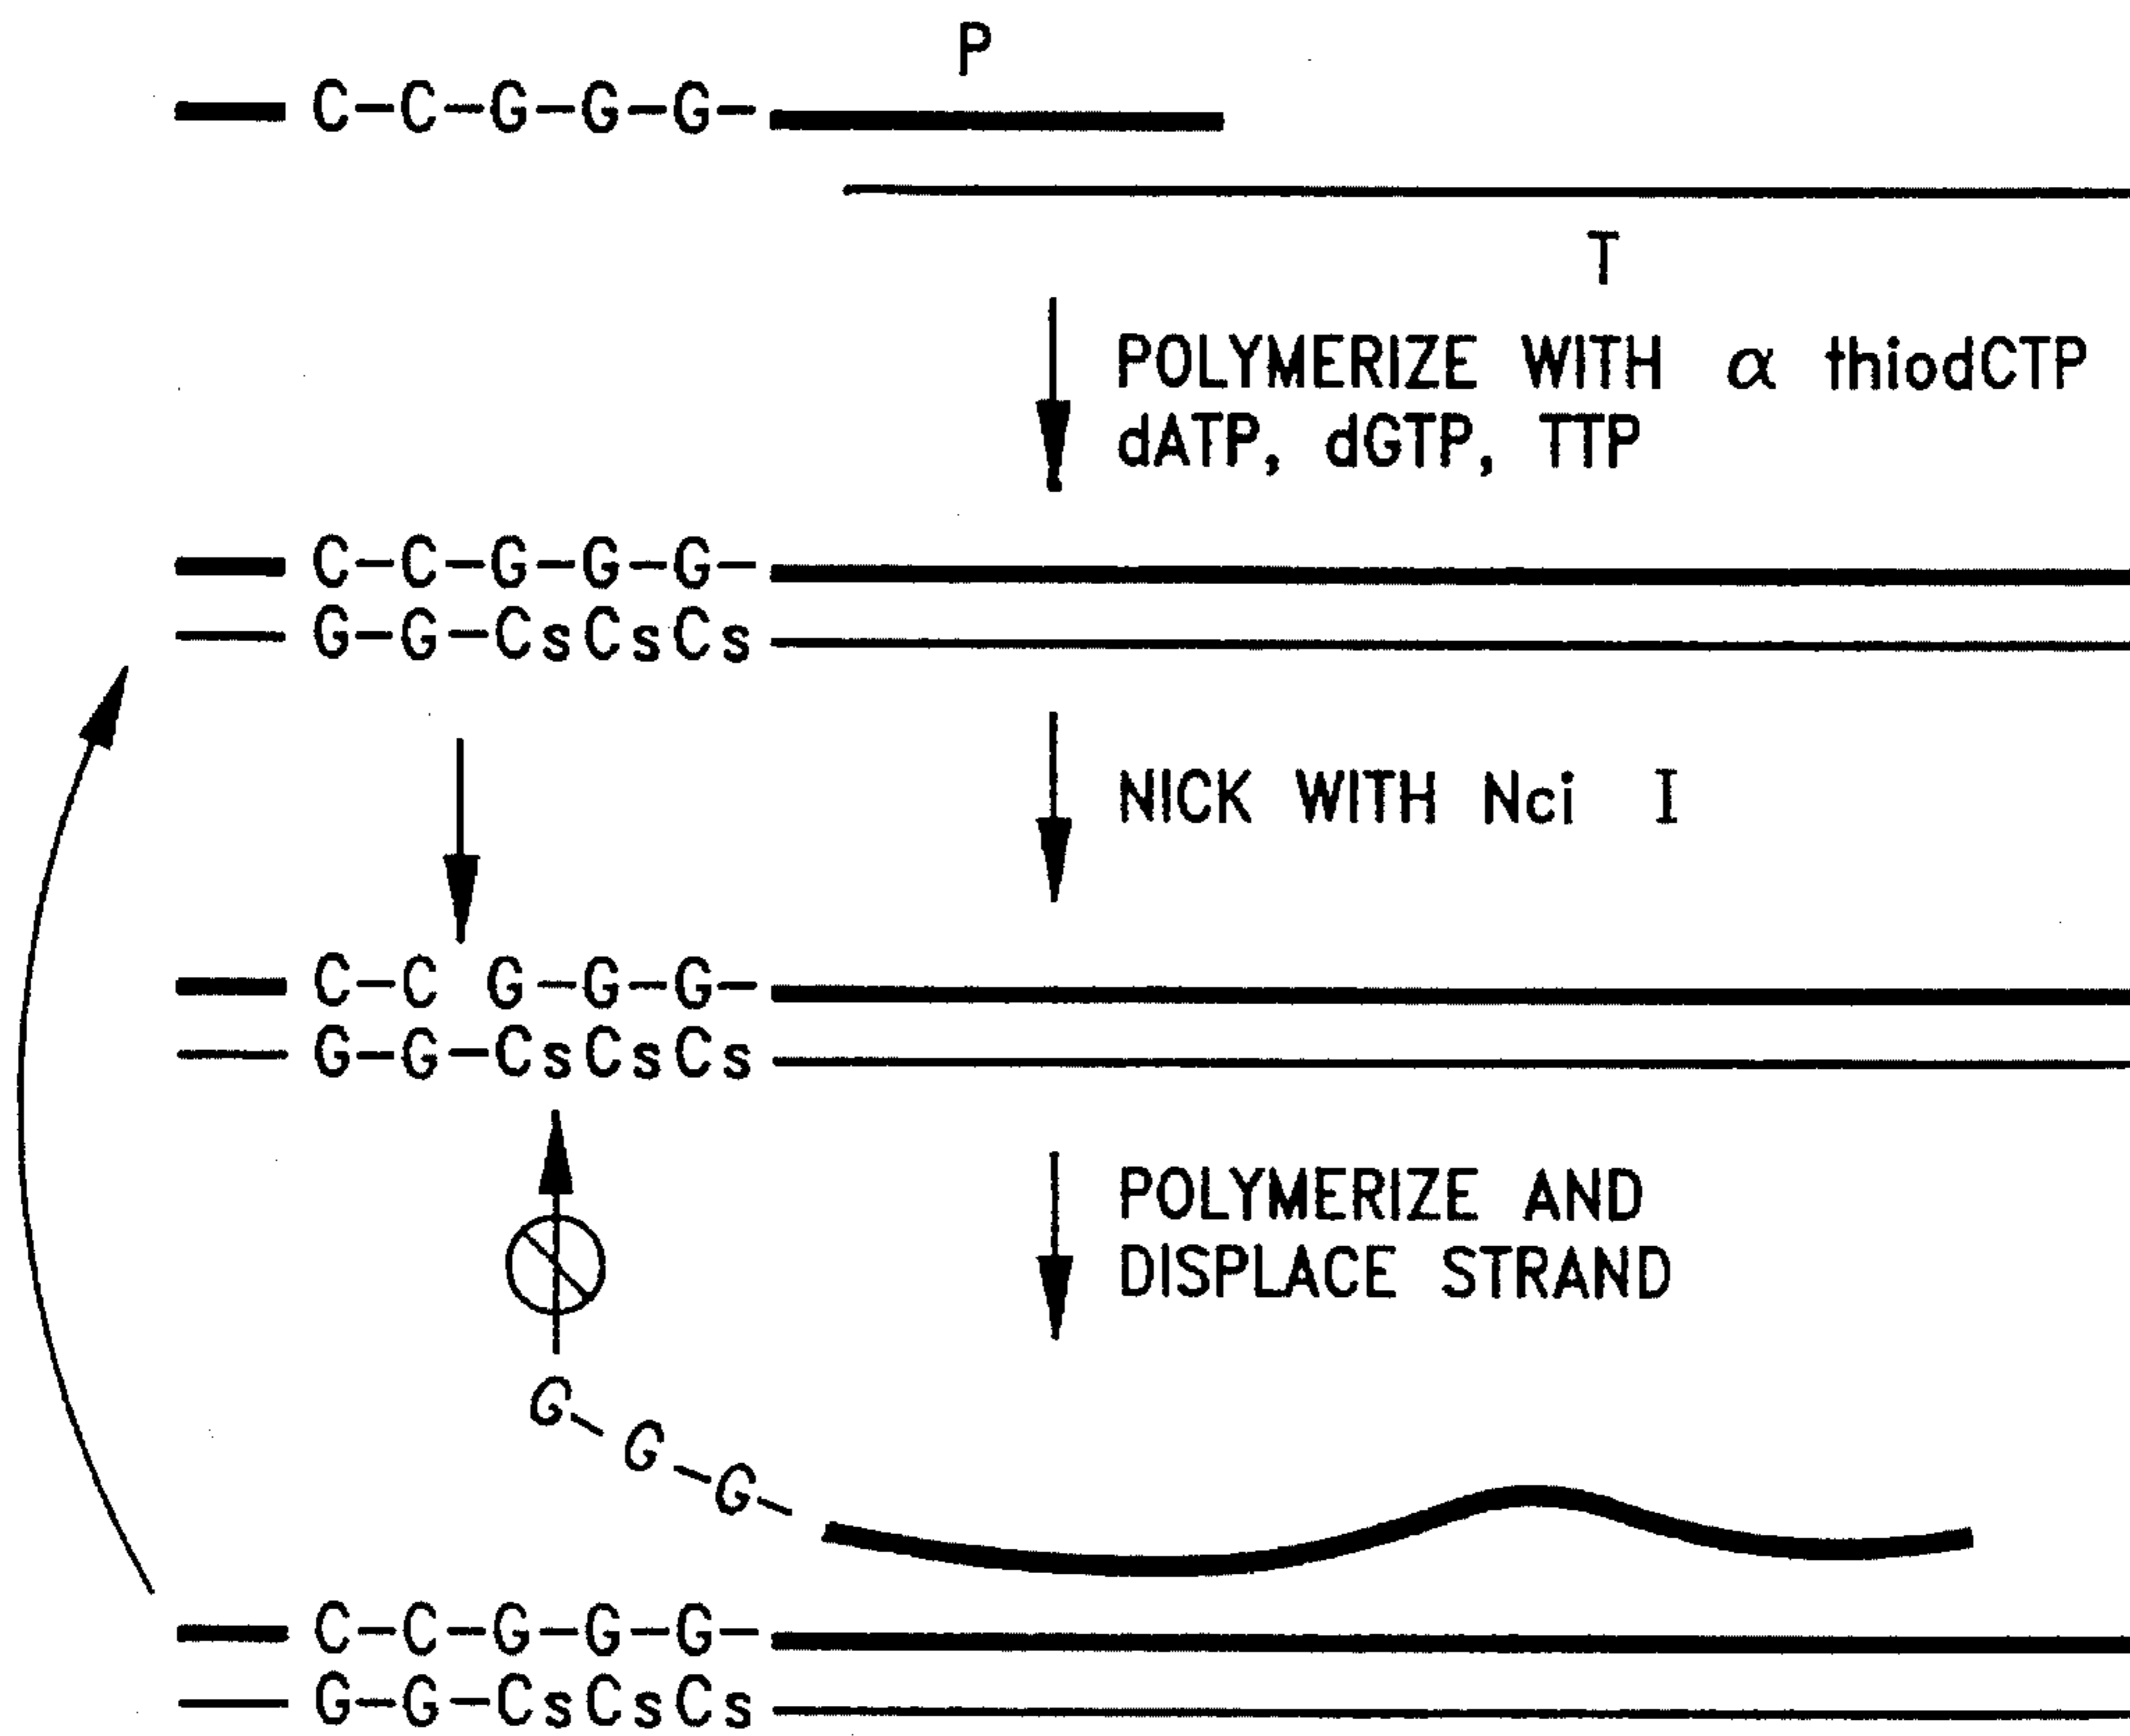 P
C-C-G-G-G-
T
POLYMERIZE WITH α thiodCTP
dATP, dGTP, TTP
C-C-G-G-G-
G-G-CsCsCs
NICK WITH Nci I
C-C G-G-G-
G-G-CsCsCs
POLYMERIZE AND
DISPLACE STRAND
G-G-G-
C-C-G-G-G-
G-G-CsCsCs